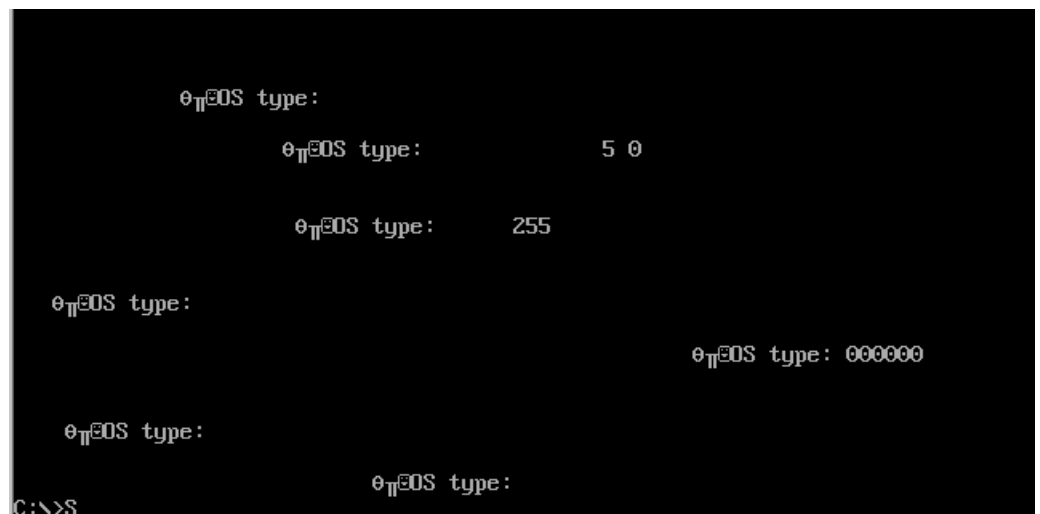 θ╥☺OS type:
θ╥☺OS type: 5 0
θ╥☺OS type: 255
θ╥☺OS type:
θ╥☺OS type: 000000
θ╥☺OS type:
θ╥☺OS type:
C:\>S